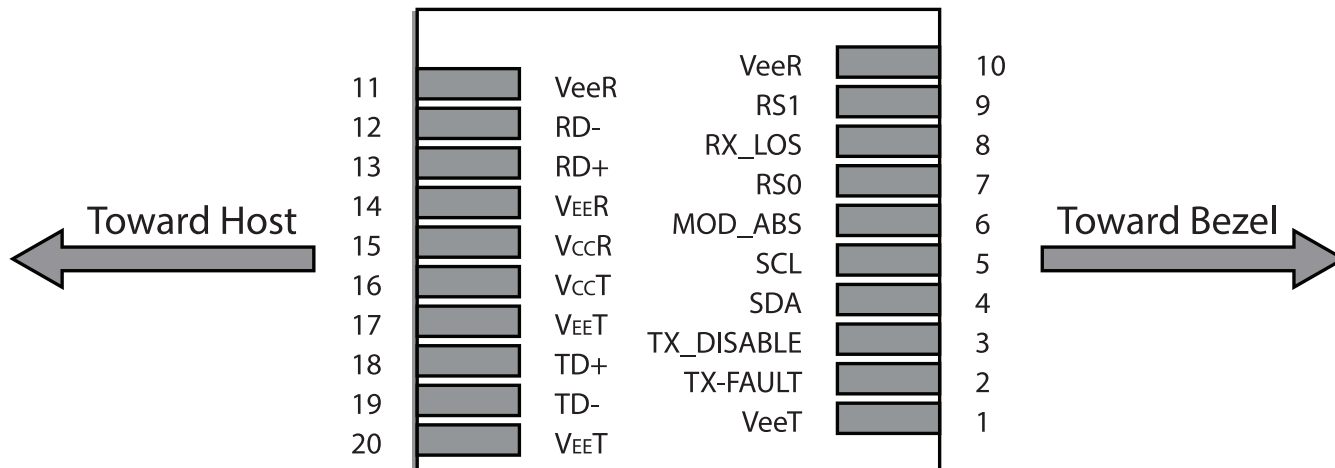 VeeR 10
11 VeeR
RS1 9
12 RD-
RX_LOS 8
13 RD+
RS0 7
14 VEER
MOD_ABS 6
Toward Host
Toward Bezel
15 VCCR
SCL 5
16 VCCT
SDA 4
17 VEET
TX_DISABLE 3
18 TD+
TX-FAULT 2
19 TD-
VeeT 1
20 VEET